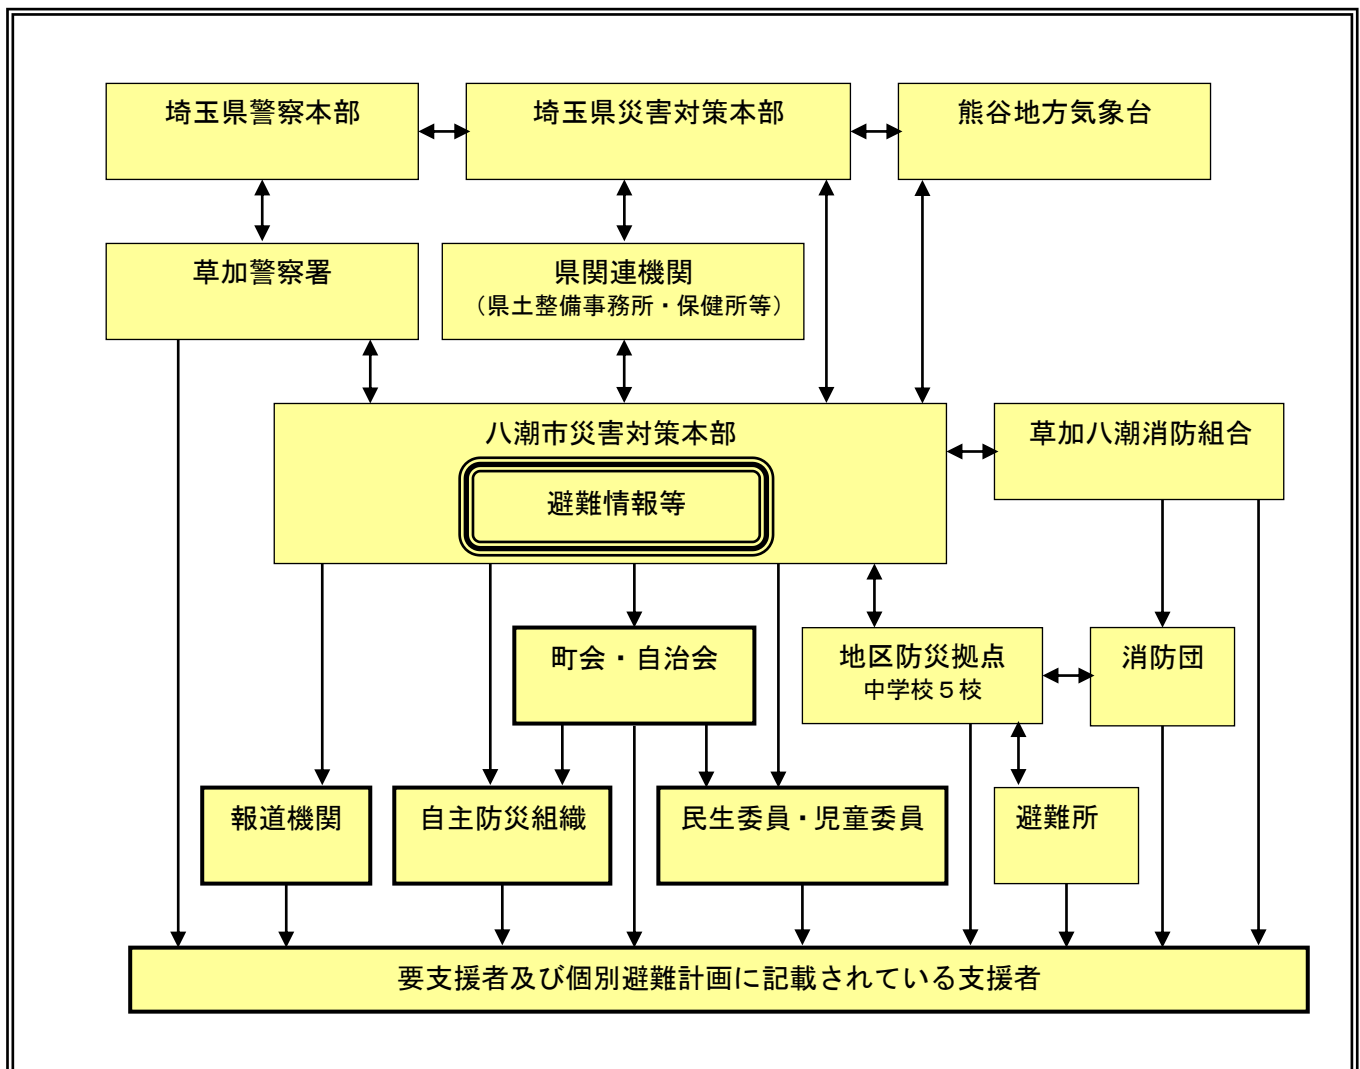 埼玉県警察本部
埼玉県災害対策本部
熊谷地方気象台
草加警察署
県関連機関
（県土整備事務所・保健所等）
八潮市災害対策本部
避難情報等
草加八潮消防組合
町会・自治会
地区防災拠点
中学校５校
消防団
報道機関
自主防災組織
民生委員・児童委員
避難所
要支援者及び個別避難計画に記載されている支援者